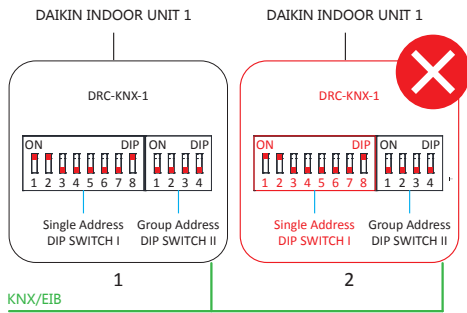 DAIKIN INDOOR UNIT 1
DRC-KNX-1
ON DIP
1 2 3 4 5 6 7 8
ON DIP
1 2 3 4
Single Address
DIP SWITCH I
Group Address
DIP SWITCH II
1
DAIKIN INDOOR UNIT 1
DRC-KNX-1
ON DIP
1 2 3 4 5 6 7 8
ON DIP
1 2 3 4
Single Address
DIP SWITCH I
Group Address
DIP SWITCH II
2
KNX/EIB